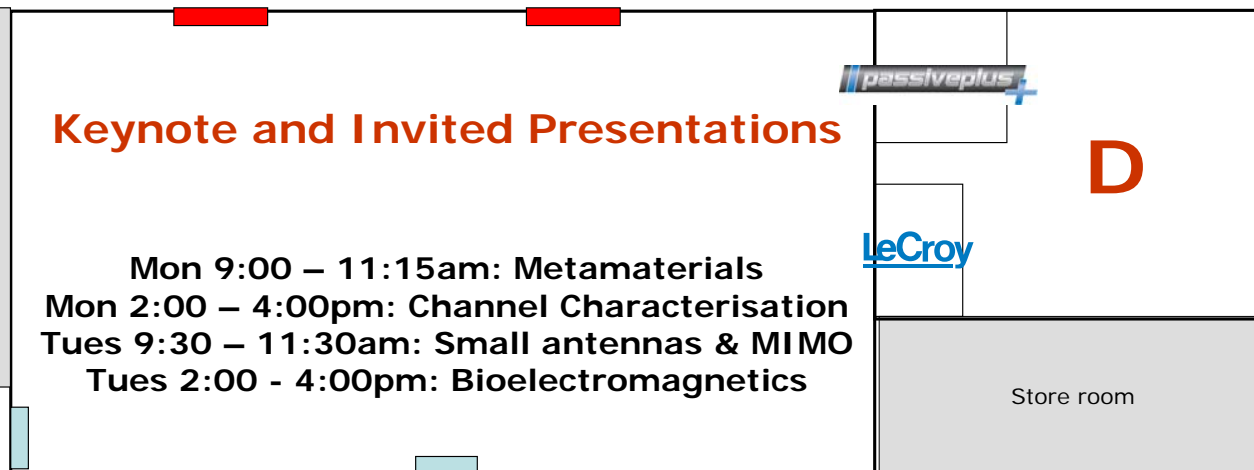 passiveplus
Keynote and Invited Presentations
D
LeCroy
Mon 9:00 – 11:15am: Metamaterials
Mon 2:00 – 4:00pm: Channel Characterisation
Tues 9:30 – 11:30am: Small antennas & MIMO
Tues 2:00 - 4:00pm: Bioelectromagnetics
Store room